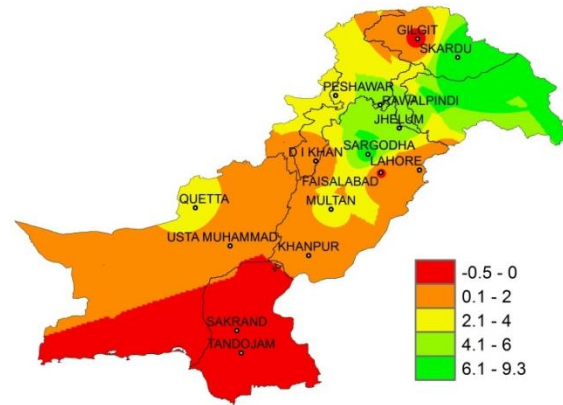 GILGIT
SKARDU
PESHAWAR
RAWALPINDI
JHELUM
SARGODHA
D I KHAN
LAHORE
FAISALABAD
QUETTA
MULTAN
USTA MUHAMMAD
KHANPUR
-0.5 - 0
0.1 - 2
2.1 - 4
4.1 - 6
6.1 - 9.3
SAKRAND
TANDOJAM